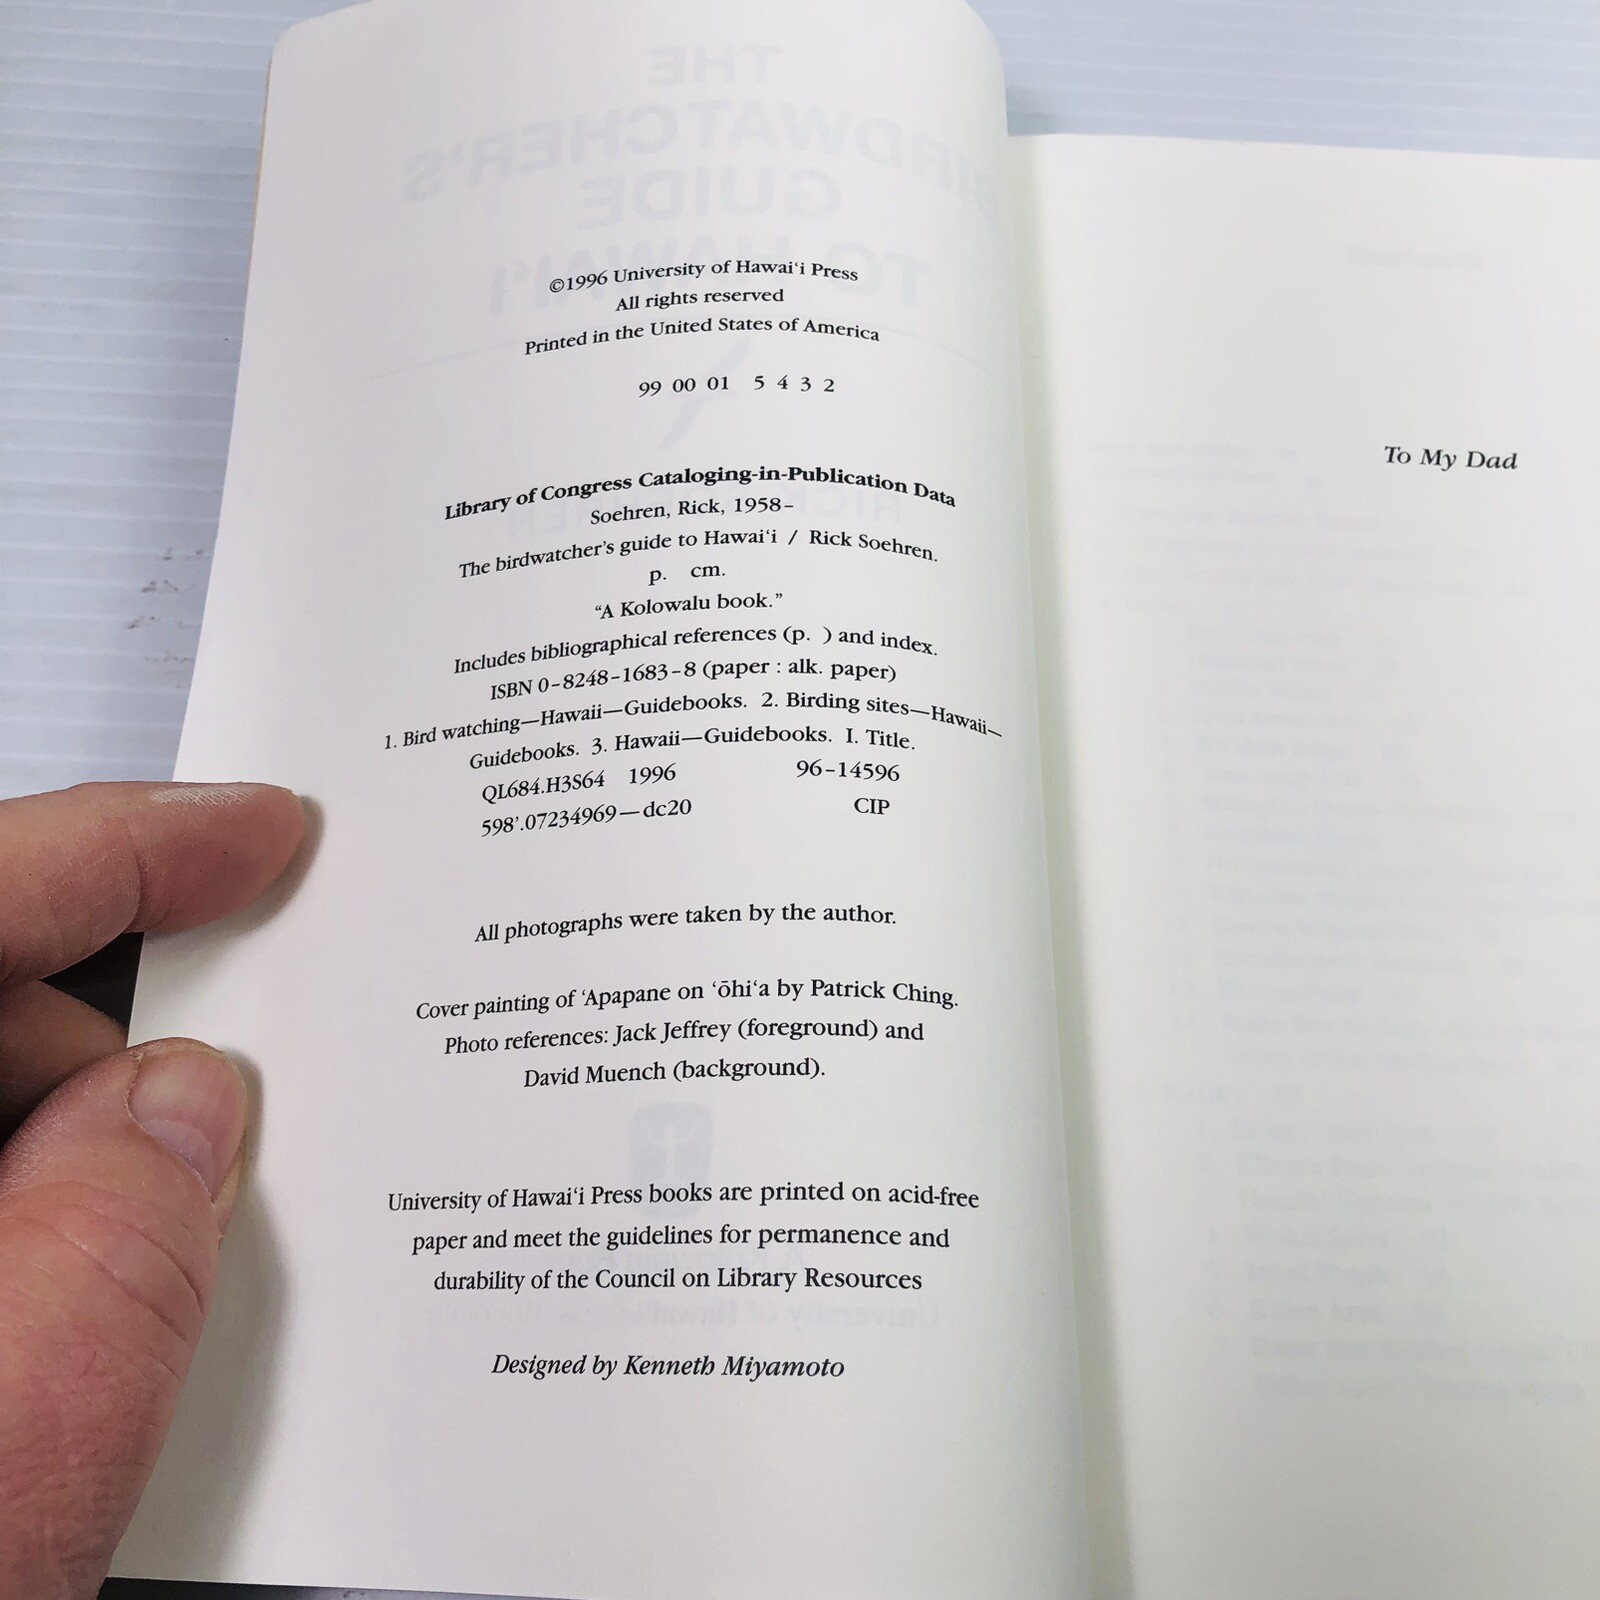 ©1996 University of Hawai‘i Press
All rights reserved
Printed in the United States of America
99 00 01 5 4 3 2
Library of Congress Cataloging-in-Publication Data
Soehren, Rick, 1958–
The birdwatcher's guide to Hawai‘i / Rick Soehren.
p. cm.
“A Kolowalu book.”
Includes bibliographical references (p. ) and index.
ISBN 0-8248-1683-8 (paper : alk. paper)
1. Bird watching—Hawaii—Guidebooks. 2. Birding sites—Hawaii—
Guidebooks. 3. Hawaii—Guidebooks. I. Title.
QL684.H3S64 1996 96-14596
598'.07234969—dc20 CIP
All photographs were taken by the author.
Cover painting of ‘Apapane on ‘ōhi‘a by Patrick Ching.
Photo references: Jack Jeffrey (foreground) and
David Muench (background).
University of Hawai‘i Press books are printed on acid-free
paper and meet the guidelines for permanence and
durability of the Council on Library Resources
Designed by Kenneth Miyamoto
To My Dad